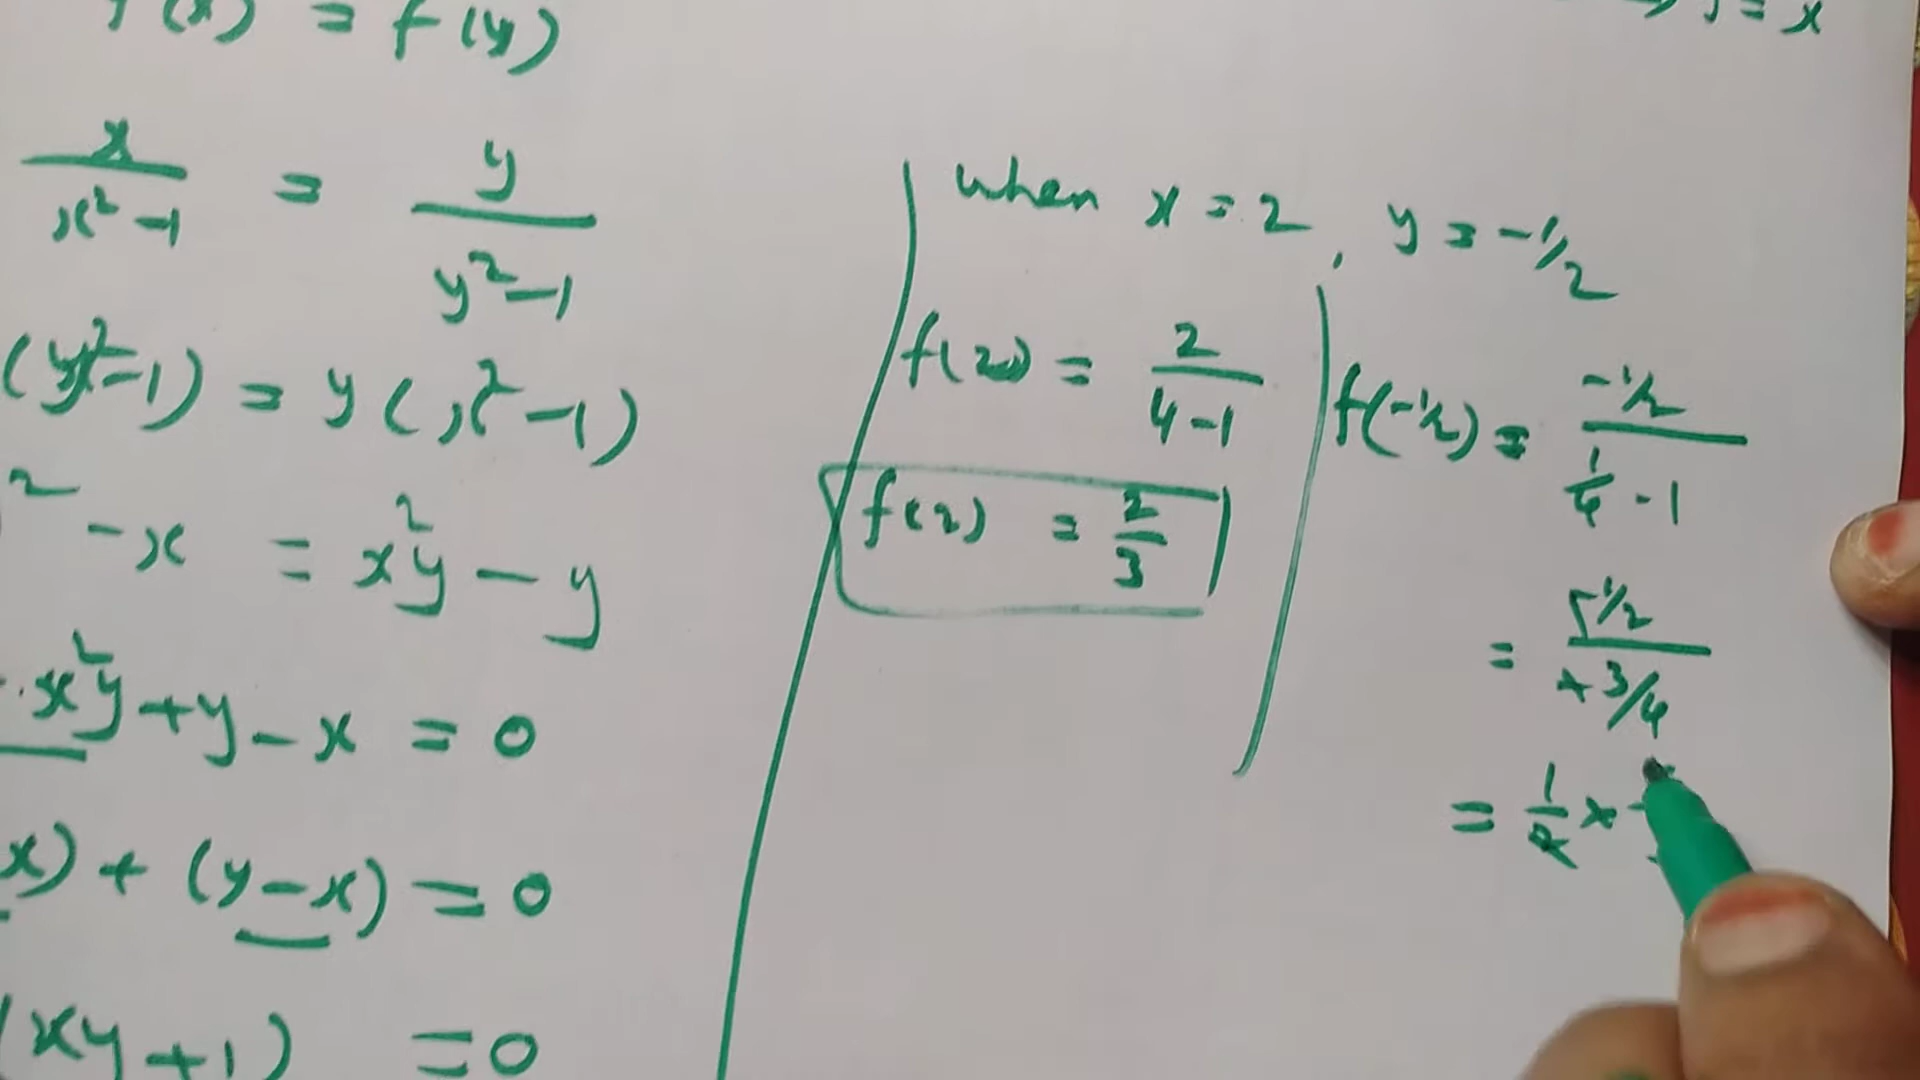 f(x) = f(y)
x/(x²-1) = y/(y²-1)
(y²-1) = y(x²-1)
² - x = x²y - y
x²y + y - x = 0
x) + (y - x) = 0
(xy + 1) = 0
y = x
when x = 2, y = -1/2
f(2) = 2/(4-1)
f(2) = 2/3
f(-1/2) = (-1/2)/(1/4 - 1)
= (1/2)/(+3/4)
= 1/2 ×